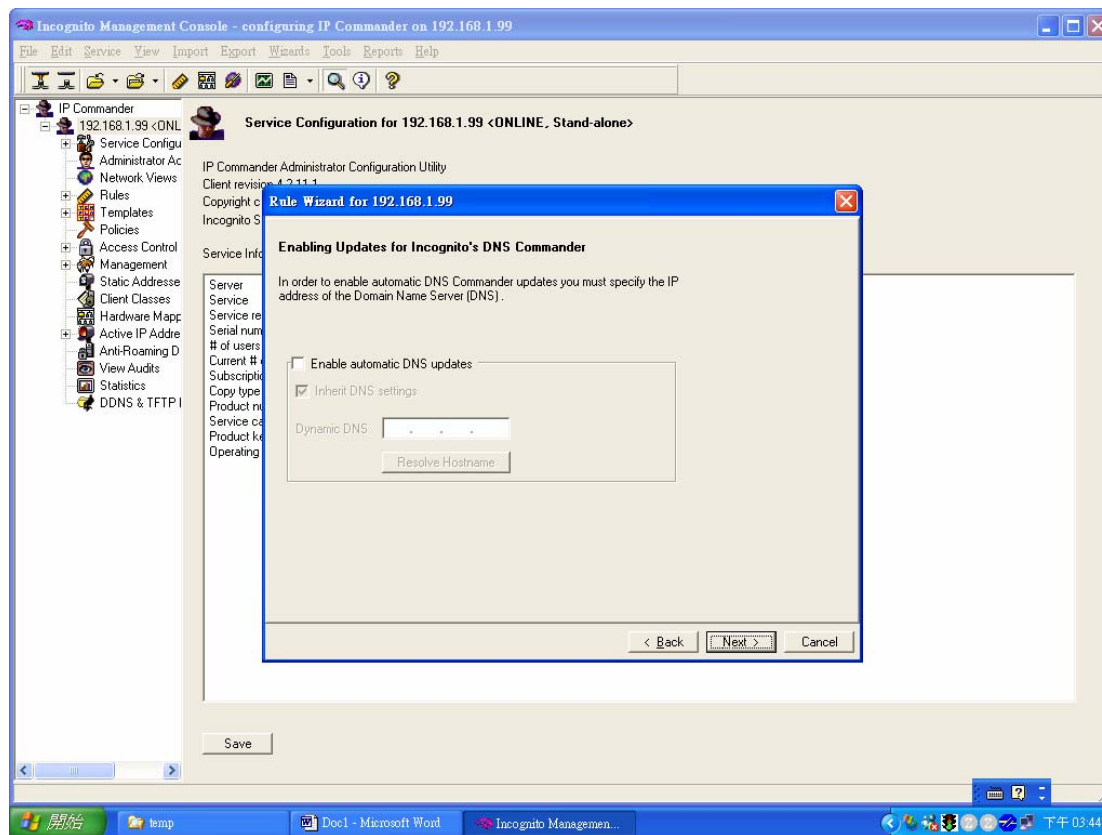 Incognito Management Console - configuring IP Commander on 192.168.1.99
File Edit Service View Import Export Wizards Tools Reports Help
IP Commander
192.168.1.99 <ONL
Service Configu
Administrator Ac
Network Views
Rules
Templates
Policies
Access Control
Management
Static Addresse
Client Classes
Hardware Mapp
Active IP Addre
Anti-Roaming D
View Audits
Statistics
DDNS & TFTP I
Service Configuration for 192.168.1.99 <ONLINE, Stand-alone>
IP Commander Administrator Configuration Utility
Client revision 4.2.11.1
Copyright c
Incognito S
Service Info
Server
Service
Service re
Serial num
# of users
Current #
Subscriptio
Copy type
Product nu
Service ca
Product ke
Operating
Rule Wizard for 192.168.1.99
Enabling Updates for Incognito's DNS Commander
In order to enable automatic DNS Commander updates you must specify the IP
address of the Domain Name Server (DNS) .
Enable automatic DNS updates
Inherit DNS settings
Dynamic DNS . . .
Resolve Hostname
< Back Next > Cancel
Save
開始 temp Doc1 - Microsoft Word Incognito Managemen... 下午 03:44